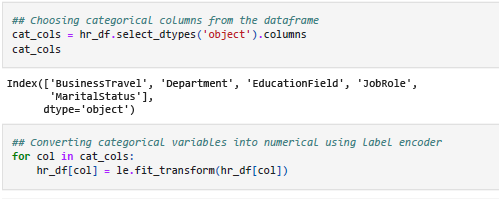 ## Choosing categorical columns from the dataframe
cat_cols = hr_df.select_dtypes('object').columns
cat_cols
Index(['BusinessTravel', 'Department', 'EducationField', 'JobRole',
       'MaritalStatus'],
      dtype='object')
## Converting categorical variables into numerical using label encoder
for col in cat_cols:
    hr_df[col] = le.fit_transform(hr_df[col])